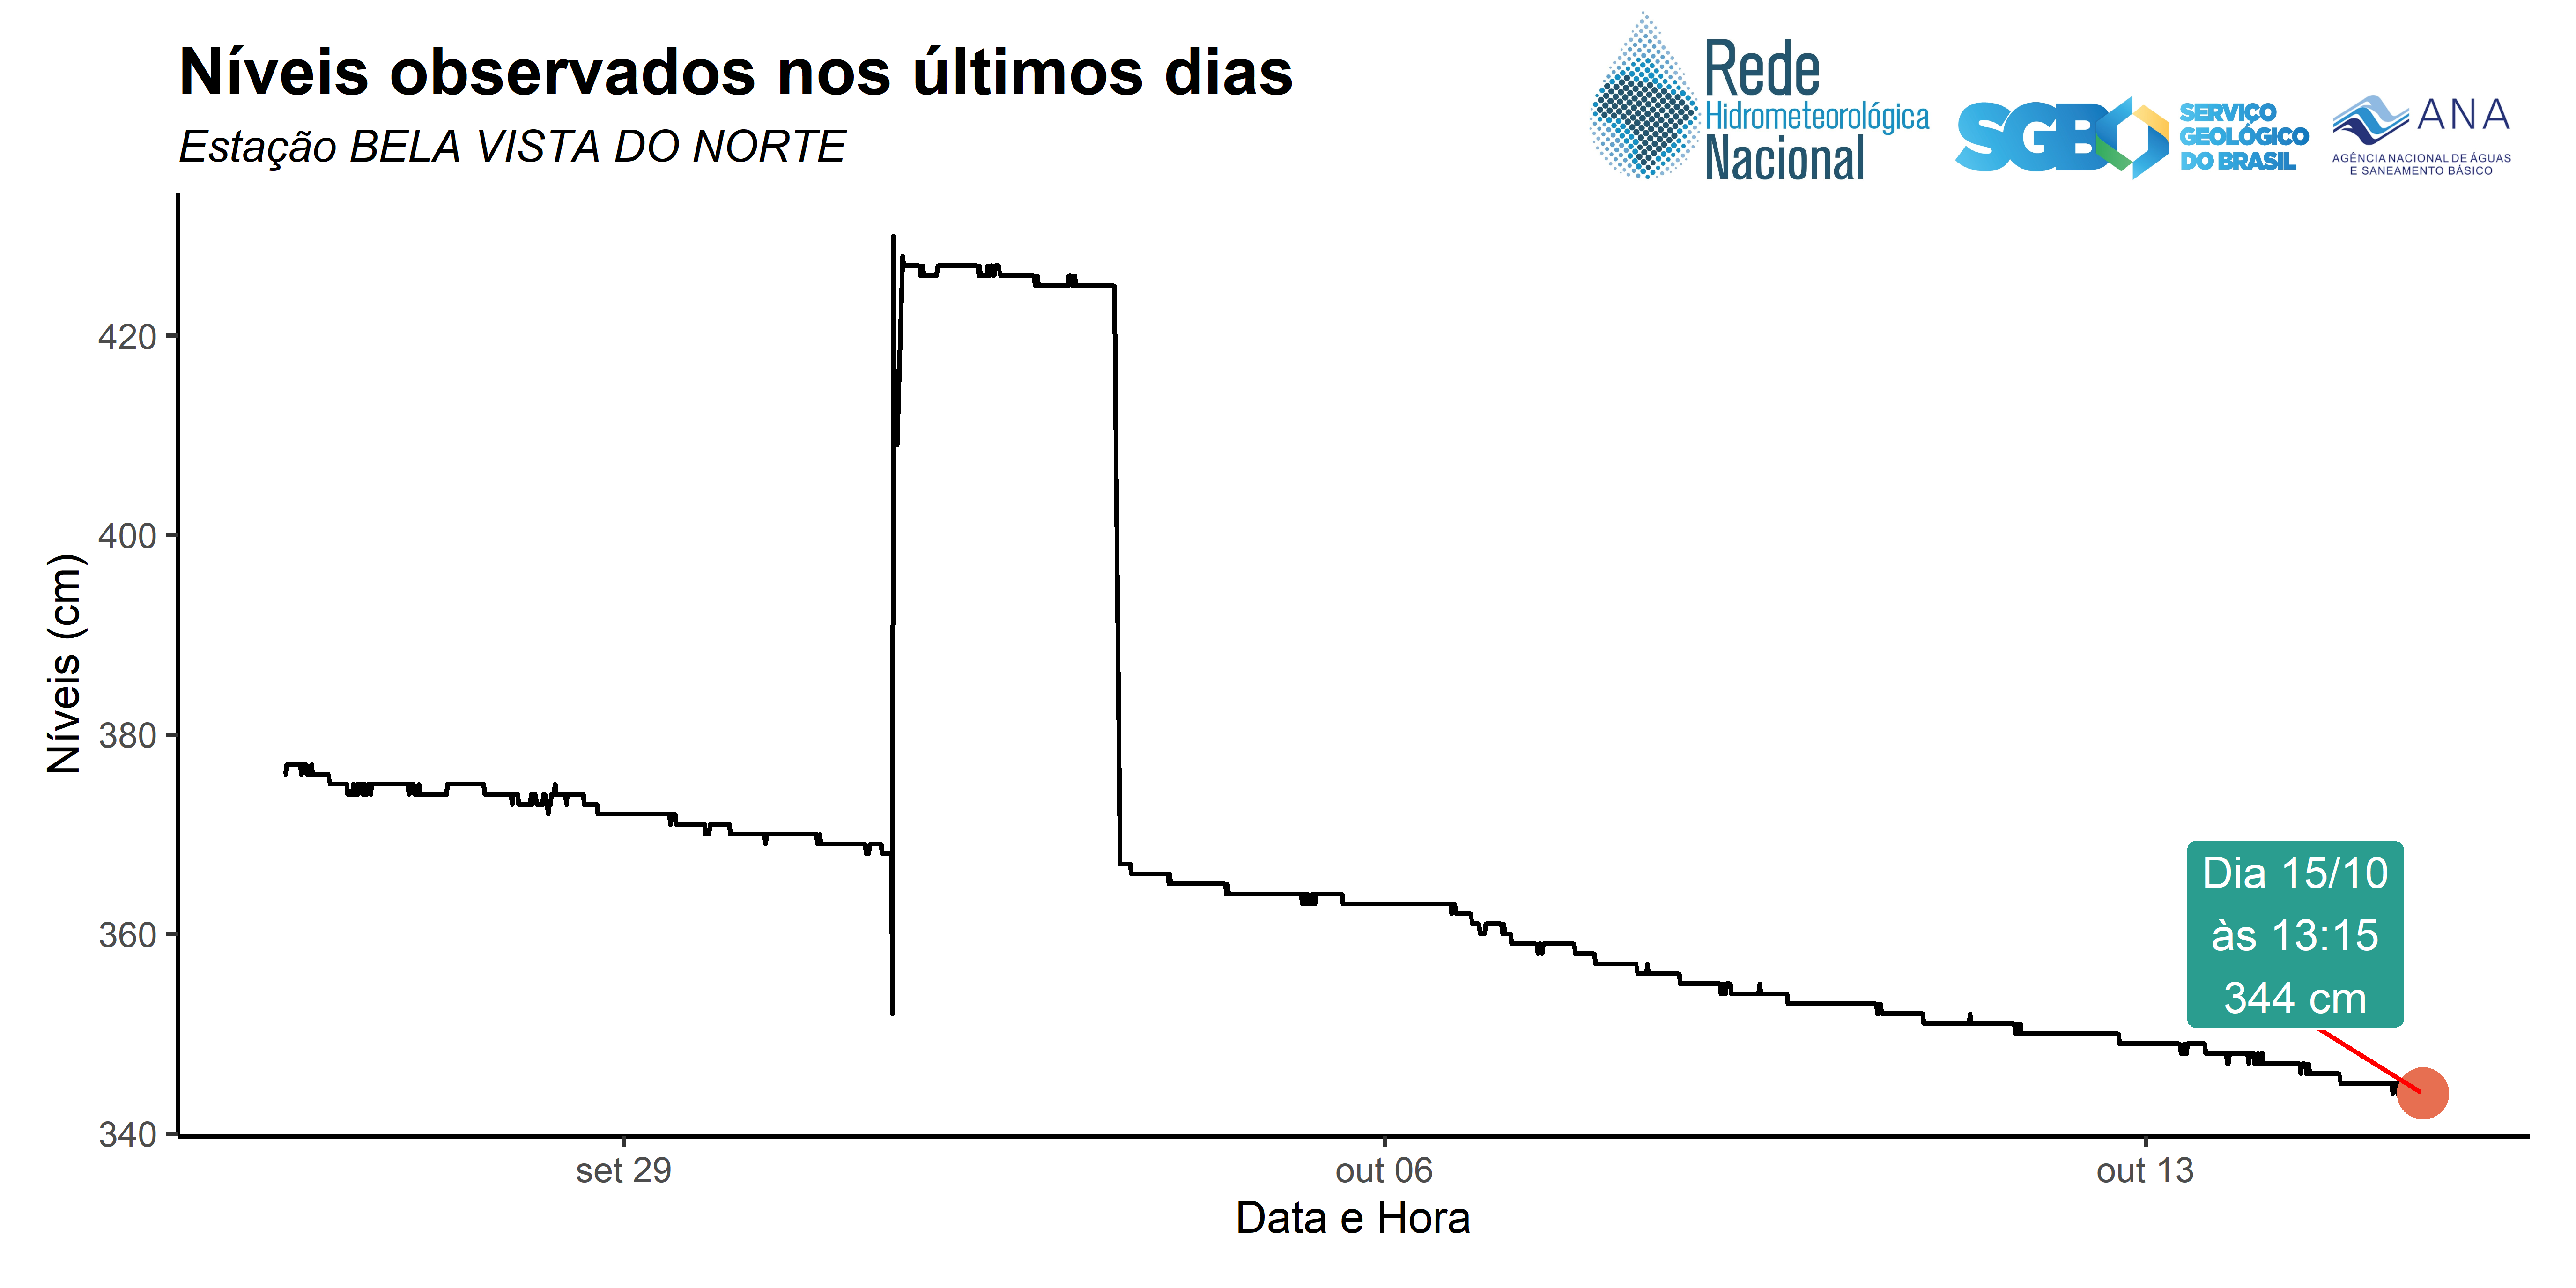 Níveis observados nos últimos dias
Estação BELA VISTA DO NORTE
Rede
Hidrometeorológica
Nacional
SGB
SERVIÇO
GEOLÓGICO
DO BRASIL
ANA
AGÊNCIA NACIONAL DE ÁGUAS
E SANEAMENTO BÁSICO
Níveis (cm)
420
400
380
360
340
Dia 15/10
às 13:15
344 cm
set 29
out 06
out 13
Data e Hora